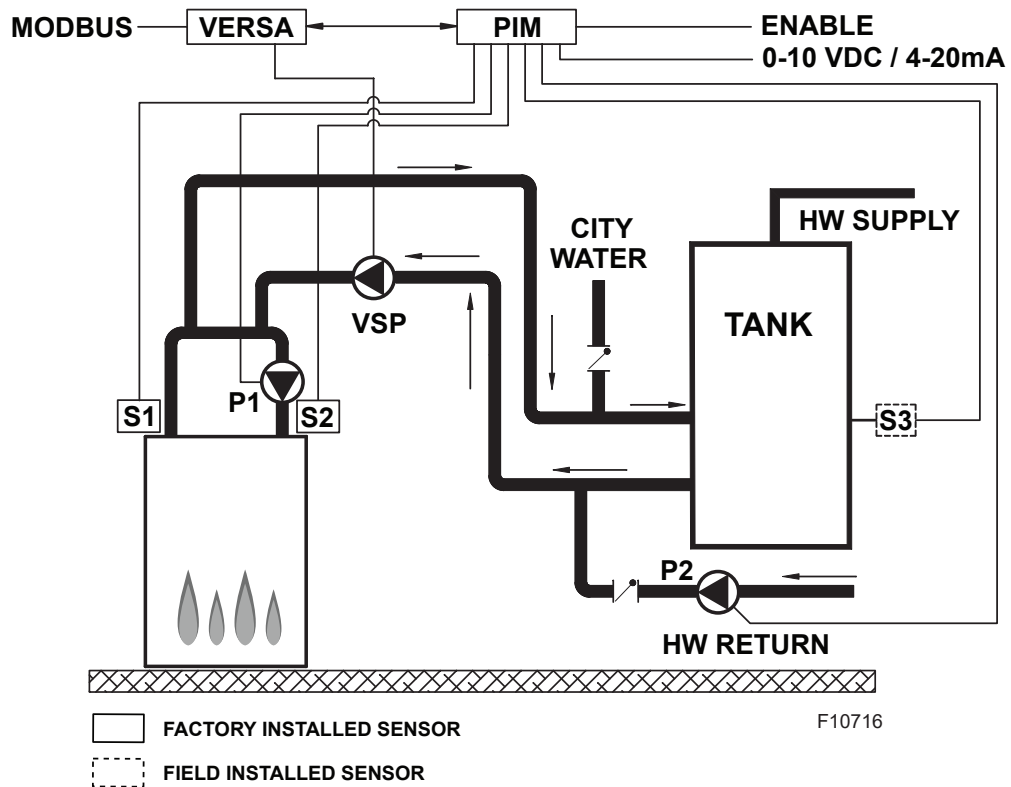 MODBUS
VERSA
PIM
ENABLE
0-10 VDC / 4-20mA
HW SUPPLY
CITY
WATER
TANK
VSP
P1
S1
S2
S3
P2
HW RETURN
F10716
FACTORY INSTALLED SENSOR
FIELD INSTALLED SENSOR